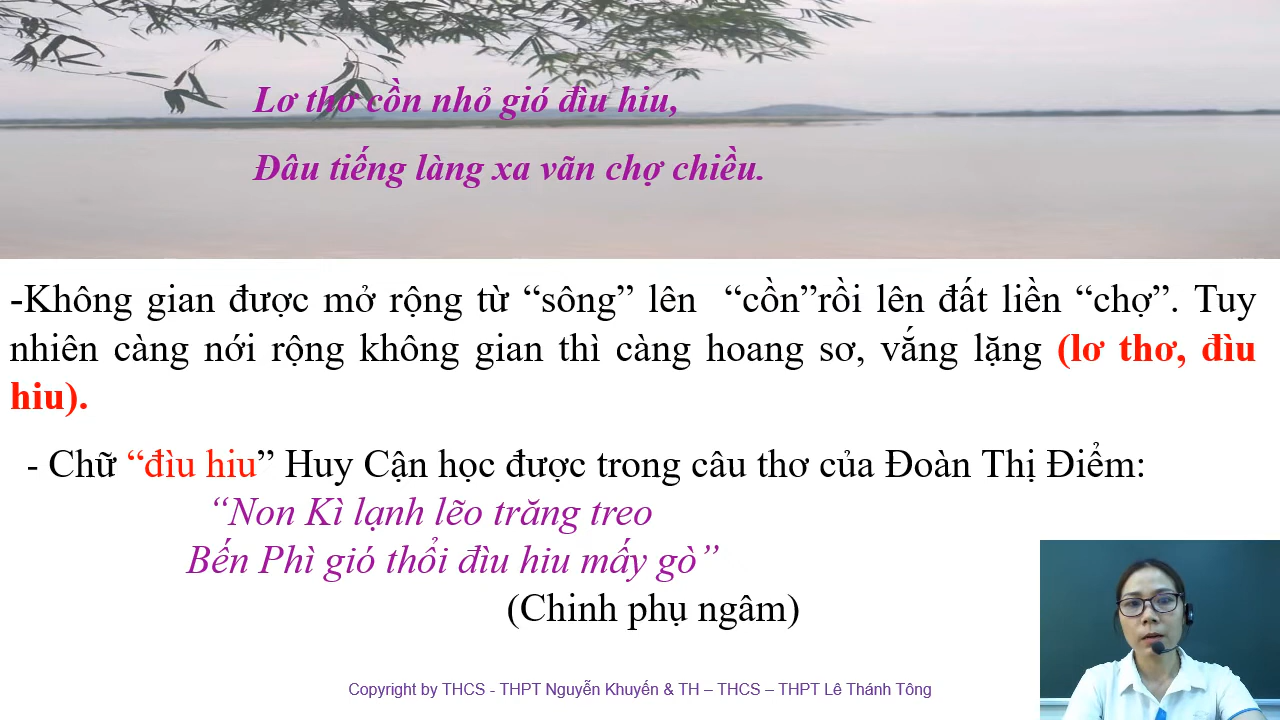 Lơ thơ cồn nhỏ gió đìu hiu,
Đâu tiếng làng xa vãn chợ chiều.
-Không gian được mở rộng từ “sông” lên “cồn”rồi lên đất liền “chợ”. Tuy
nhiên càng nới rộng không gian thì càng hoang sơ, vắng lặng (lơ thơ, đìu
hiu).
- Chữ “đìu hiu” Huy Cận học được trong câu thơ của Đoàn Thị Điểm:
“Non Kì lạnh lẽo trăng treo
Bến Phì gió thổi đìu hiu mấy gò”
(Chinh phụ ngâm)
Copyright by THCS - THPT Nguyễn Khuyến & TH – THCS – THPT Lê Thánh Tông